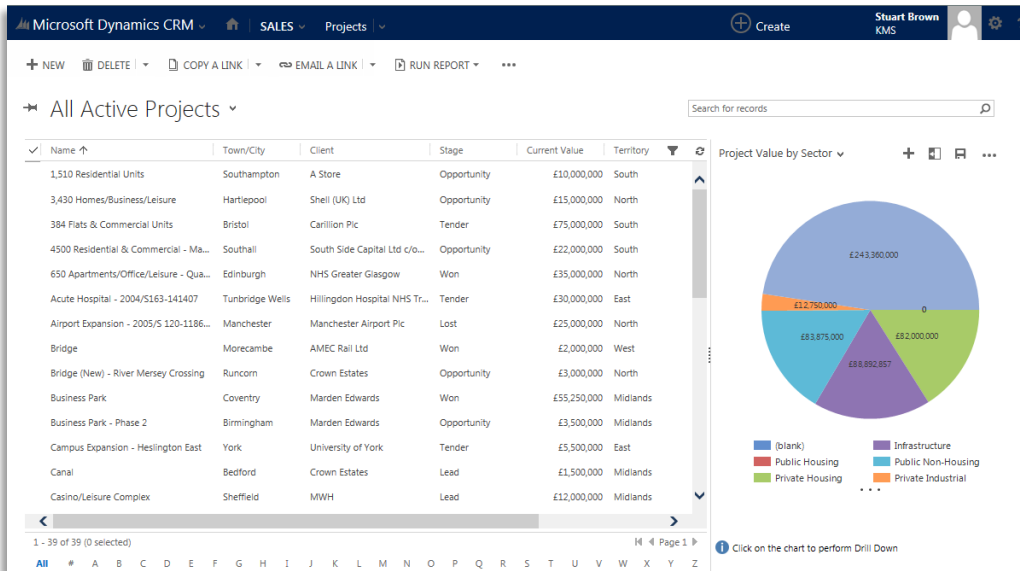 Microsoft Dynamics CRM SALES Projects Create Stuart Brown
KMS
NEW DELETE COPY A LINK EMAIL A LINK RUN REPORT •••
All Active Projects
Search for records
Name ↑ Town/City Client Stage Current Value Territory
1,510 Residential Units Southampton A Store Opportunity £10,000,000 South
3,430 Homes/Business/Leisure Hartlepool Shell (UK) Ltd Opportunity £15,000,000 North
384 Flats & Commercial Units Bristol Carillion Plc Tender £75,000,000 South
4500 Residential & Commercial - Ma... Southall South Side Capital Ltd c/o... Opportunity £22,000,000 South
650 Apartments/Office/Leisure - Qua... Edinburgh NHS Greater Glasgow Won £35,000,000 North
Acute Hospital - 2004/S163-141407 Tunbridge Wells Hillingdon Hospital NHS Tr... Tender £30,000,000 East
Airport Expansion - 2005/S 120-1186... Manchester Manchester Airport Plc Lost £25,000,000 North
Bridge Morecambe AMEC Rail Ltd Won £2,000,000 West
Bridge (New) - River Mersey Crossing Runcorn Crown Estates Opportunity £3,000,000 North
Business Park Coventry Marden Edwards Won £55,250,000 Midlands
Business Park - Phase 2 Birmingham Marden Edwards Opportunity £3,500,000 Midlands
Campus Expansion - Heslington East York University of York Tender £5,500,000 East
Canal Bedford Crown Estates Lead £1,500,000 Midlands
Casino/Leisure Complex Sheffield MWH Lead £12,000,000 Midlands
1 - 39 of 39 (0 selected) Page 1
All # A B C D E F G H I J K L M N O P Q R S T U V W X Y Z
Project Value by Sector •••
£243,360,000
£12,750,000 0
£83,875,000 £82,000,000
£88,892,857
(blank) Infrastructure
Public Housing Public Non-Housing
Private Housing Private Industrial
• • •
Click on the chart to perform Drill Down